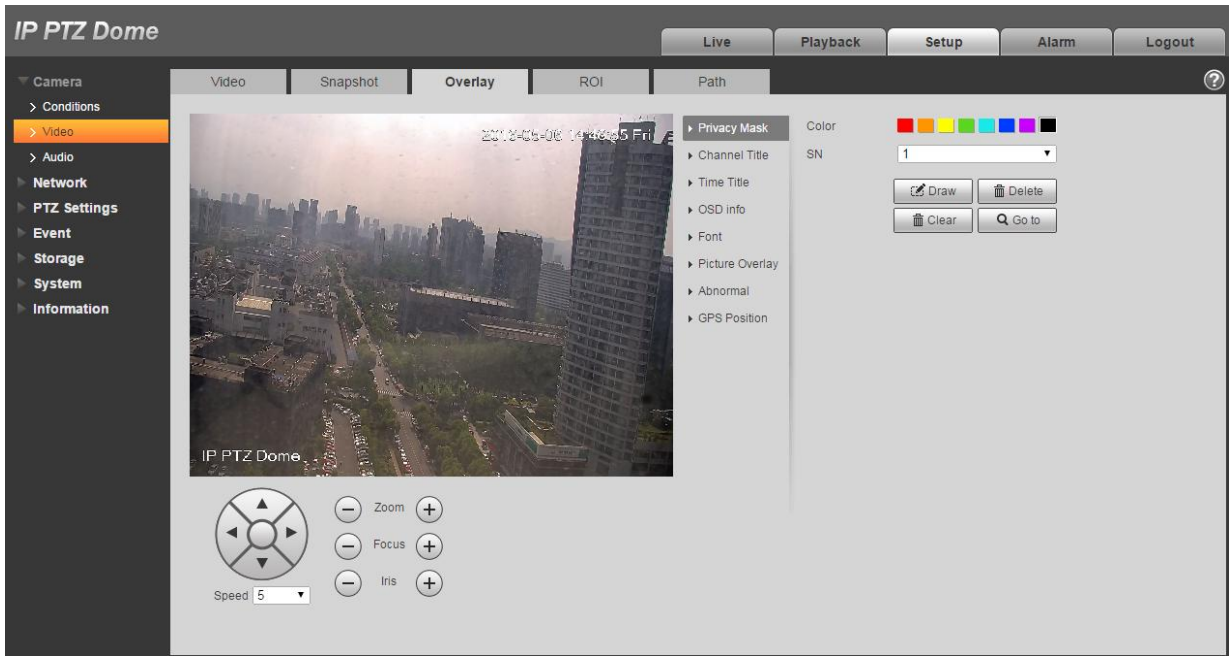 IP PTZ Dome
Live
Playback
Setup
Alarm
Logout
Camera
Conditions
Video
Audio
Network
PTZ Settings
Event
Storage
System
Information
Video
Snapshot
Overlay
ROI
Path
?
Fri
IP PTZ Dome
Privacy Mask
Channel Title
Time Title
OSD info
Font
Picture Overlay
Abnormal
GPS Position
Color
SN
1
Draw
Delete
Clear
Go to
Zoom
Focus
Iris
Speed 5